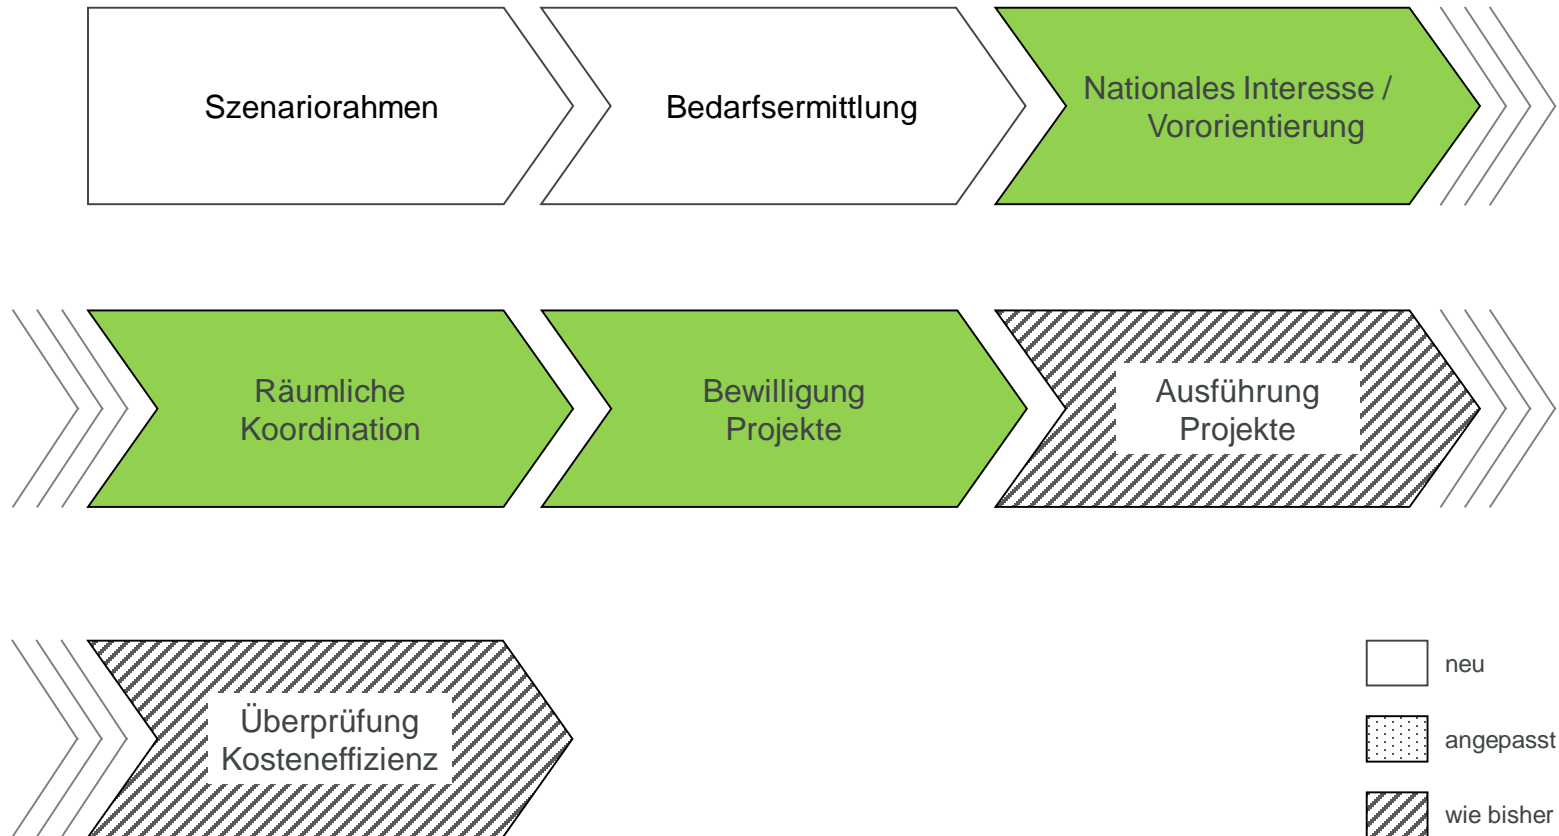 Szenariorahmen
Bedarfsermittlung
Nationales Interesse /
Vororientierung
Räumliche
Koordination
Bewilligung
Projekte
Ausführung
Projekte
Überprüfung
Kosteneffizienz
neu
angepasst
wie bisher